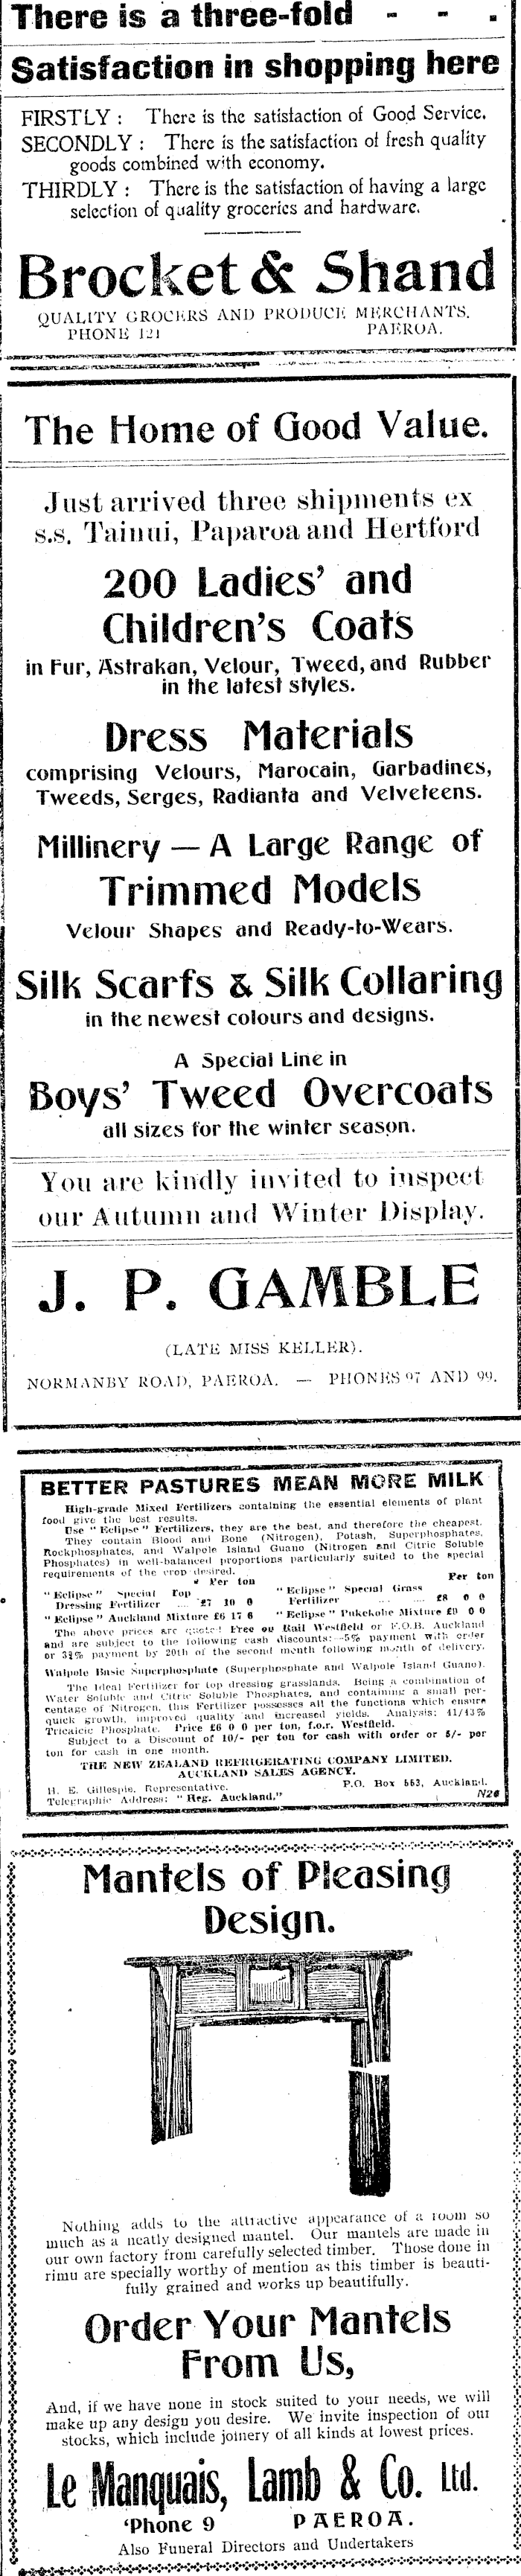 There is a three-fold - - .
Satisfaction in shopping here
FIRSTLY : There is the satisfaction of Good Service.
SECONDLY : There is the satisfaction of fresh quality
goods combined with economy.
THIRDLY : There is the satisfaction of having a large
selection of quality groceries and hardware.
Brocket & Shand
QUALITY GROCERS AND PRODUCE MERCHANTS.
PHONE 121 PAEROA.
The Home of Good Value.
Just arrived three shipments ex
s.s. Tainui, Paparoa and Hertford
200 Ladies' and
Children's Coats
in Fur, Astrakan, Velour, Tweed, and Rubber
in the latest styles.
Dress Materials
comprising Velours, Marocain, Garbadines,
Tweeds, Serges, Radianta and Velveteens.
Millinery — A Large Range of
Trimmed Models
Velour Shapes and Ready-to-Wears.
Silk Scarfs & Silk Collaring
in the newest colours and designs.
A Special Line in
Boys' Tweed Overcoats
all sizes for the winter season.
You are kindly invited to inspect
our Autumn and Winter Display.
J. P. GAMBLE
(LATE MISS KELLER).
NORMANBY ROAD, PAEROA. — PHONES 97 AND 99.
BETTER PASTURES MEAN MORE MILK
High-grade Mixed Fertilizers containing the essential elements of plant
food give the best results.
Use "Eclipse" Fertilizers, they are the best, and therefore the cheapest.
They contain Blood and Bone (Nitrogen), Potash, Superphosphates,
Rockphosphates, and Walpole Island Guano (Nitrogen and Citric Soluble
Phosphates) in well-balanced proportions particularly suited to the special
requirements of the crop desired.
Per ton Per ton
"Eclipse" Special Top "Eclipse" Special Grass
Dressing Fertilizer .... £7 10 0 Fertilizer .... .... £8 0 0
"Eclipse" Auckland Mixture £6 17 6 "Eclipse" Pukekohe Mixture £9 0 0
The above prices are quoted Free on Rail Westfield or F.O.B. Auckland
and are subject to the following cash discounts:—5% payment with order
or 3¾% payment by 20th of the second month following month of delivery.
Walpole Basic Superphosphate (Superphosphate and Walpole Island Guano).
The Ideal Fertilizer for top dressing grasslands. Being a combination of
Water Soluble and Citric Soluble Phosphates, and containing a small per-
centage of Nitrogen, this Fertilizer possesses all the functions which ensure
quick growth, improved quality and increased yields. Analysis: 41/43%
Tricalcic Phosphate. Price £6 0 0 per ton, f.o.r. Westfield.
Subject to a Discount of 10/- per ton for cash with order or 5/- per
ton for cash in one month.
THE NEW ZEALAND REFRIGERATING COMPANY LIMITED.
AUCKLAND SALES AGENCY.
H. E. Gillespie, Representative. P.O. Box 563, Auckland.
Telegraphic Address: "Reg. Auckland." N26
Mantels of Pleasing
Design.
Nothing adds to the attractive appearance of a room so
much as a neatly designed mantel. Our mantels are made in
our own factory from carefully selected timber. Those done in
rimu are specially worthy of mention as this timber is beauti-
fully grained and works up beautifully.
Order Your Mantels
From Us,
And, if we have none in stock suited to your needs, we will
make up any design you desire. We invite inspection of our
stocks, which include joinery of all kinds at lowest prices.
Le Manquais, Lamb & Co. Ltd.
'Phone 9 PAEROA.
Also Funeral Directors and Undertakers